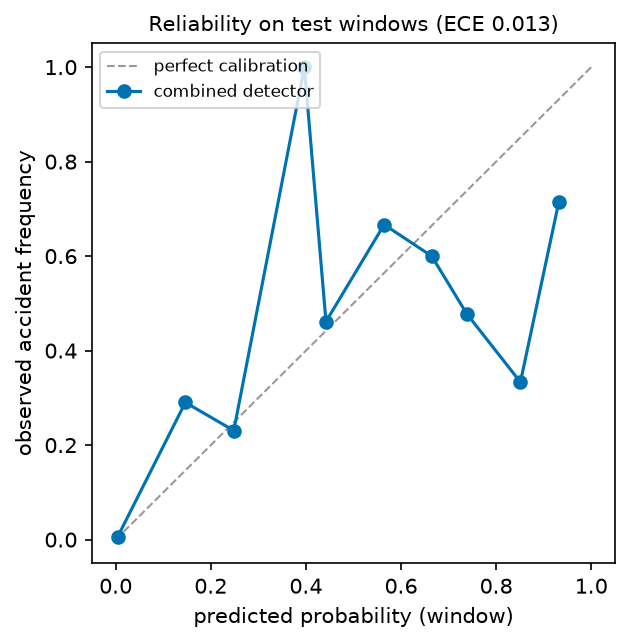 Reliability on test windows (ECE 0.013)
perfect calibration
combined detector
observed accident frequency
1.0
0.8
0.6
0.4
0.2
0.0
0.0 0.2 0.4 0.6 0.8 1.0
predicted probability (window)